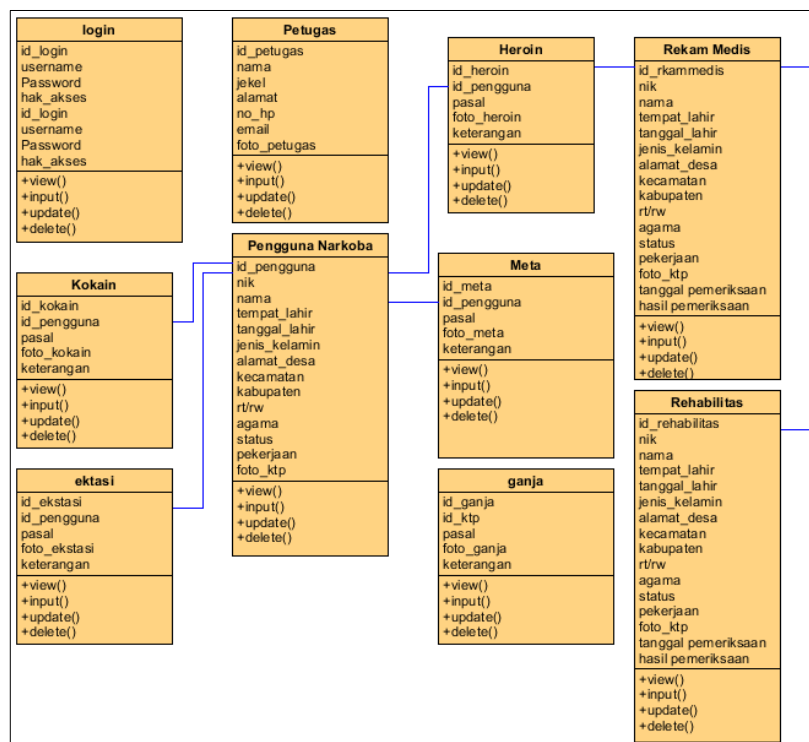 login
id_login
username
Password
hak_akses
id_login
username
Password
hak_akses
+view()
+input()
+update()
+delete()
Petugas
id_petugas
nama
jekel
alamat
no_hp
email
foto_petugas
+view()
+input()
+update()
+delete()
Heroin
id_heroin
id_pengguna
pasal
foto_heroin
keterangan
+view()
+input()
+update()
+delete()
Rekam Medis
id_rkammedis
nik
nama
tempat_lahir
tanggal_lahir
jenis_kelamin
alamat_desa
kecamatan
kabupaten
rt/rw
agama
status
pekerjaan
foto_ktp
tanggal pemeriksaan
hasil pemeriksaan
+view()
+input()
+update()
+delete()
Kokain
id_kokain
id_pengguna
pasal
foto_kokain
keterangan
+view()
+input()
+update()
+delete()
Pengguna Narkoba
id_pengguna
nik
nama
tempat_lahir
tanggal_lahir
jenis_kelamin
alamat_desa
kecamatan
kabupaten
rt/rw
agama
status
pekerjaan
foto_ktp
+view()
+input()
+update()
+delete()
Meta
id_meta
id_pengguna
pasal
foto_meta
keterangan
+view()
+input()
+update()
+delete()
ektasi
id_ekstasi
id_pengguna
pasal
foto_ekstasi
keterangan
+view()
+input()
+update()
+delete()
ganja
id_ganja
id_ktp
pasal
foto_ganja
keterangan
+view()
+input()
+update()
+delete()
Rehabilitas
id_rehabilitas
nik
nama
tempat_lahir
tanggal_lahir
jenis_kelamin
alamat_desa
kecamatan
kabupaten
rt/rw
agama
status
pekerjaan
foto_ktp
tanggal pemeriksaan
hasil pemeriksaan
+view()
+input()
+update()
+delete()